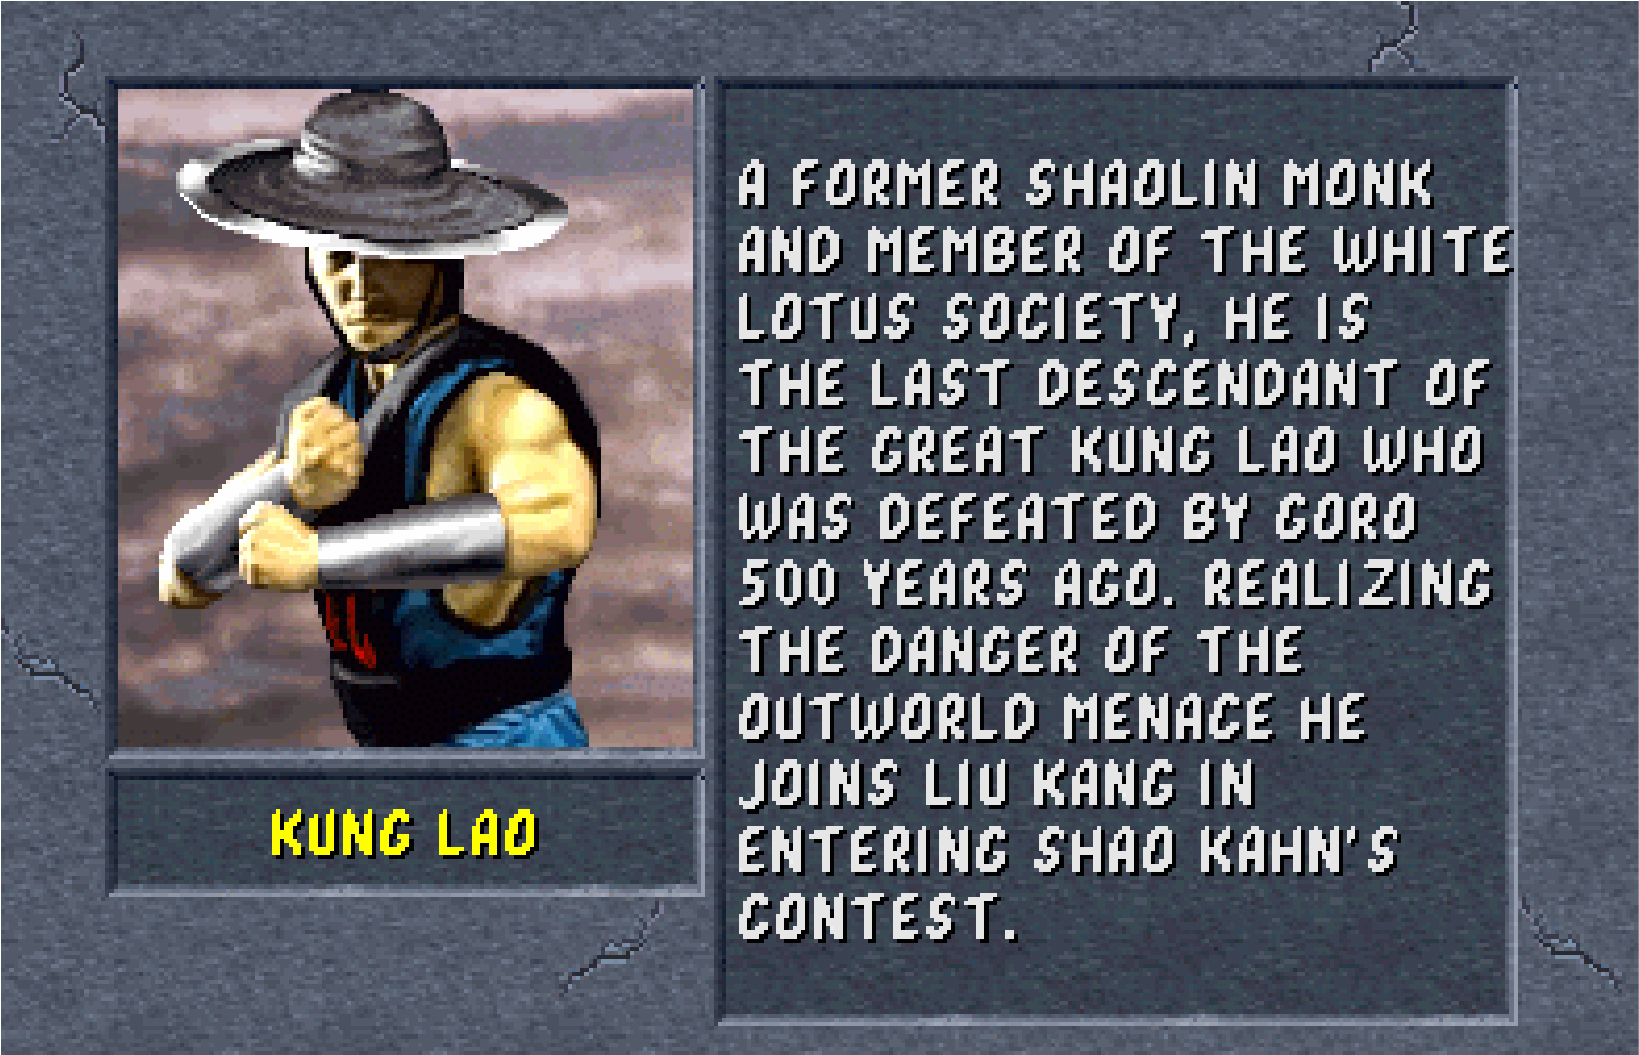 A FORMER SHAOLIN MONK
AND MEMBER OF THE WHITE
LOTUS SOCIETY, HE IS
THE LAST DESCENDANT OF
THE GREAT KUNG LAO WHO
WAS DEFEATED BY GORO
500 YEARS AGO. REALIZING
THE DANGER OF THE
OUTWORLD MENACE HE
JOINS LIU KANG IN
ENTERING SHAO KAHN'S
CONTEST.
KUNG LAO